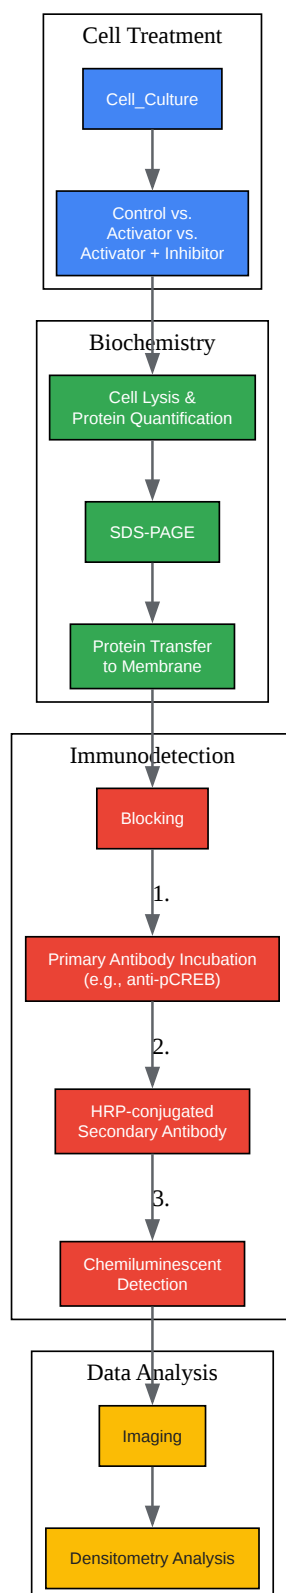 Cell Treatment
Cell_Culture
Control vs.
Activator vs.
Activator + Inhibitor
Biochemistry
Cell Lysis &
Protein Quantification
SDS-PAGE
Protein Transfer
to Membrane
Immunodetection
Blocking
1.
Primary Antibody Incubation
(e.g., anti-pCREB)
2.
HRP-conjugated
Secondary Antibody
3.
Chemiluminescent
Detection
Data Analysis
Imaging
Densitometry Analysis